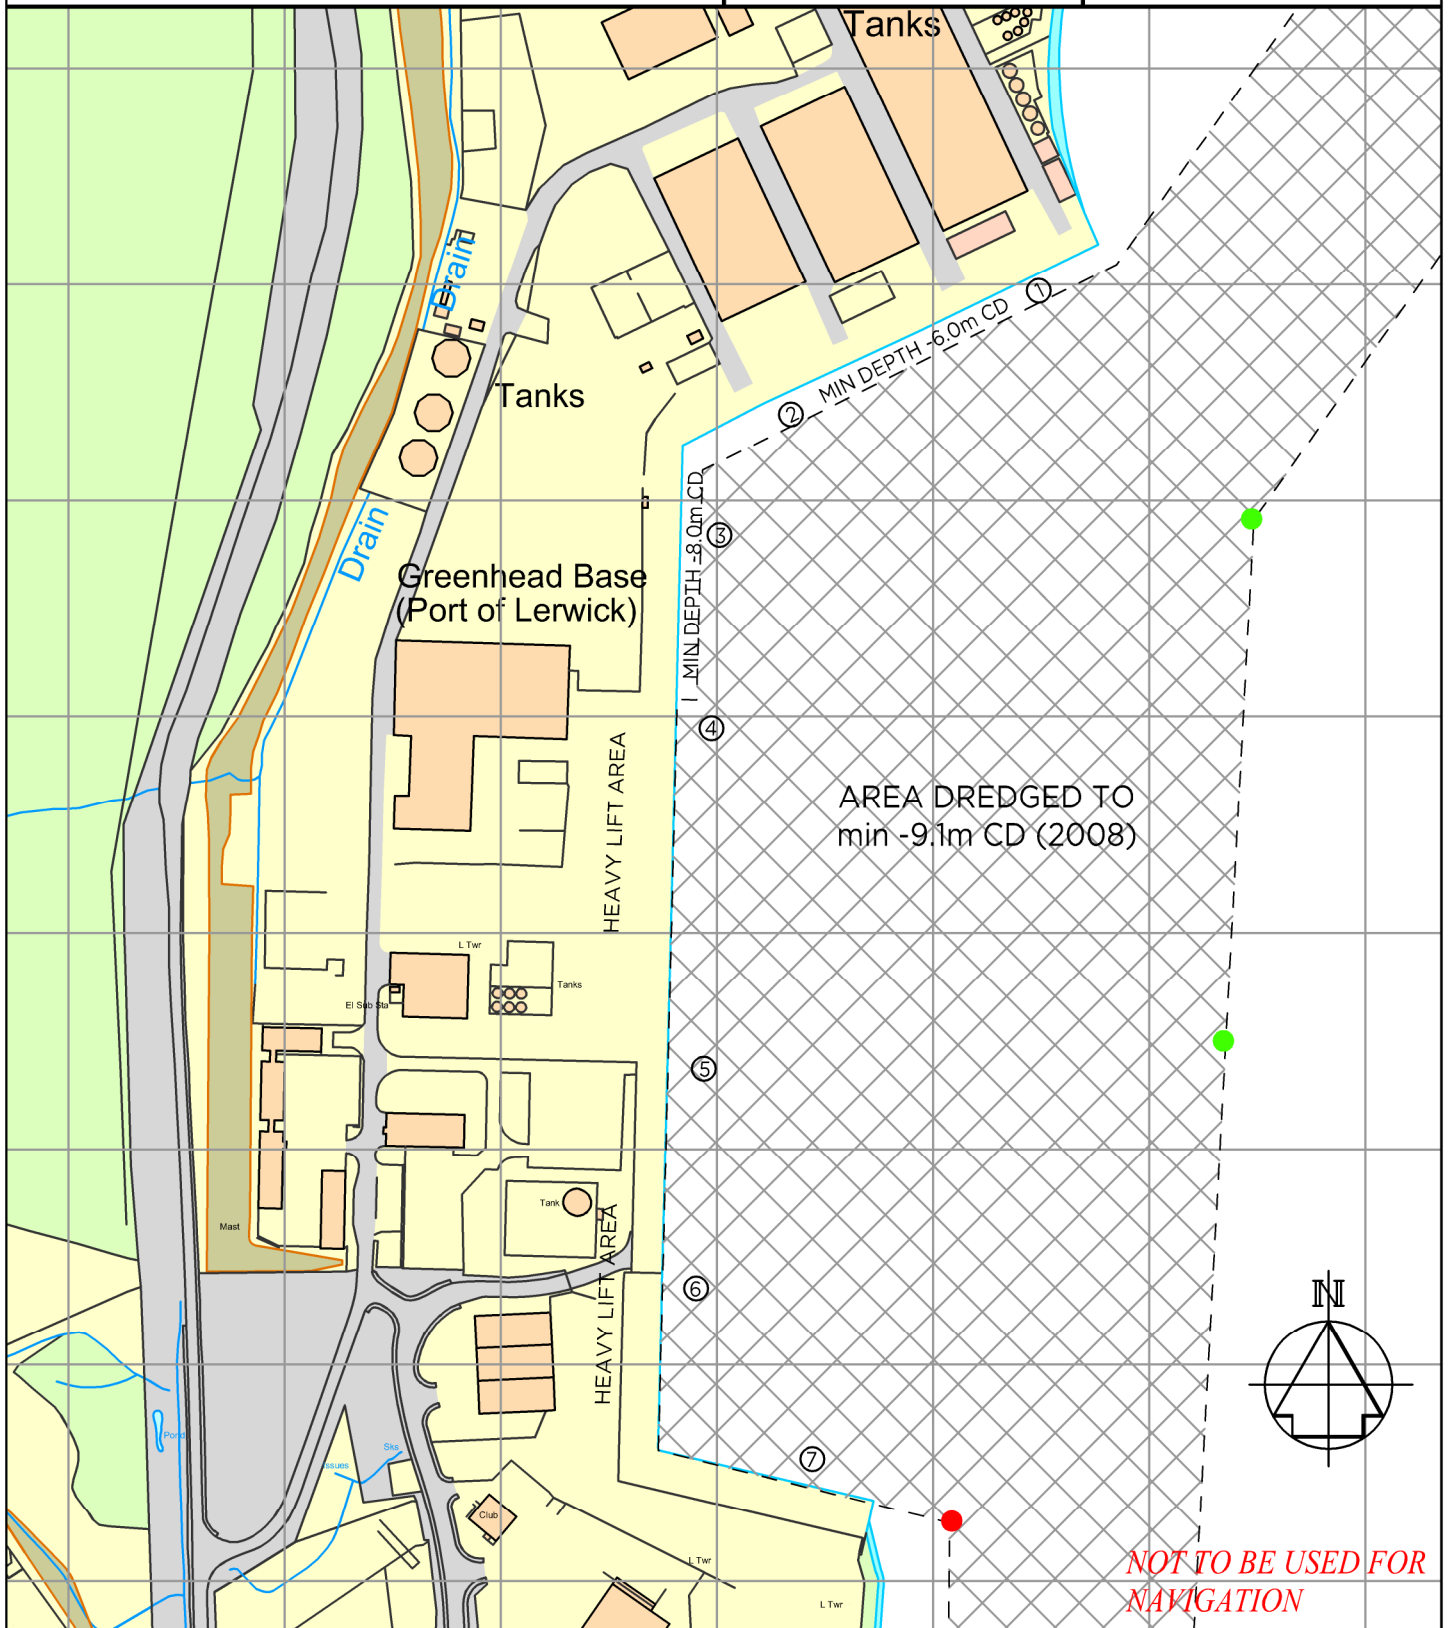 Tanks
Drain
①
MIN DEPTH -6.0m CD
②
Tanks
MIN DEPTH -8.0m CD
③
Drain
Greenhead Base
(Port of Lerwick)
④
HEAVY LIFT AREA
AREA DREDGED TO
min -9.1m CD (2008)
L Twr
Tanks
El Sub Sta
⑤
Tank
Mast
HEAVY LIFT AREA
⑥
N
Pond
Sks
Issues
⑦
Club
L Twr
L Twr
NOT TO BE USED FOR
NAVIGATION